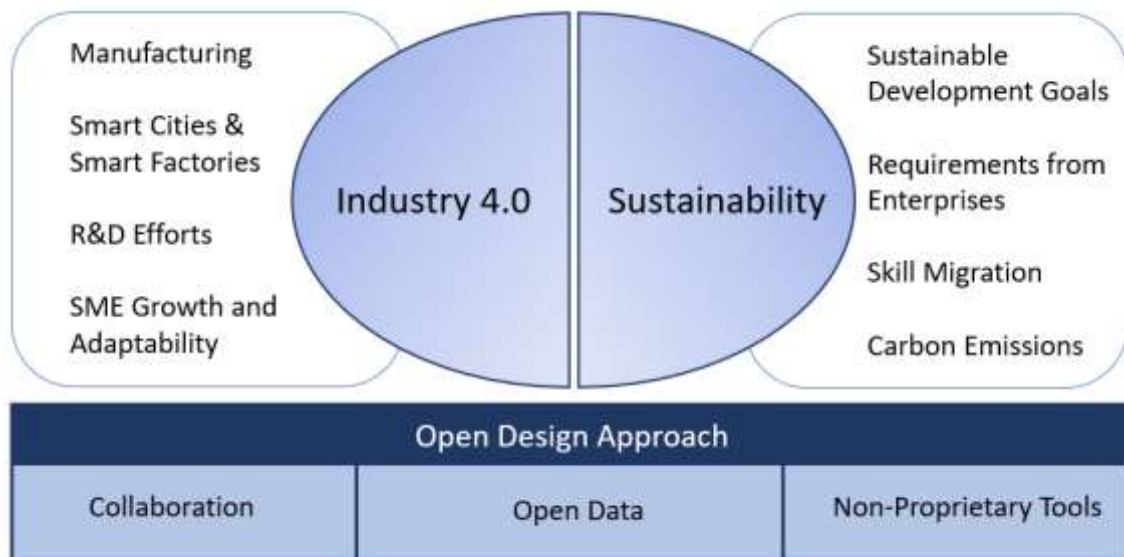 Manufacturing
Smart Cities &
Smart Factories
R&D Efforts
SME Growth and
Adaptability
Industry 4.0
Sustainability
Sustainable
Development Goals
Requirements from
Enterprises
Skill Migration
Carbon Emissions
Open Design Approach
Collaboration
Open Data
Non-Proprietary Tools